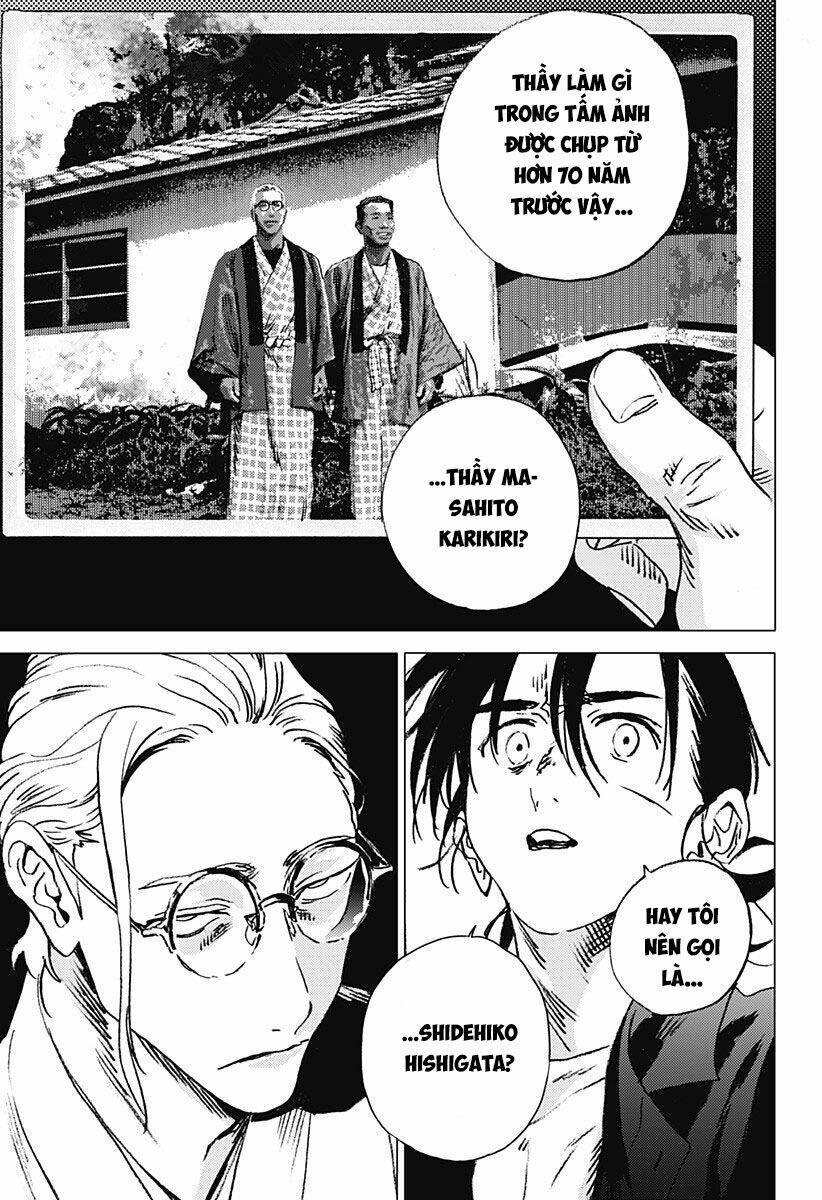 THẦY LÀM GÌ
TRONG TẤM ẢNH
ĐƯỢC CHỤP TỪ
HƠN 70 NĂM
TRƯỚC VẬY...
...THẦY MA-
SAHITO
KARIKIRI?
HAY TÔI
NÊN GỌI
LÀ...
...SHIDEHIKO
HISHIGATA?